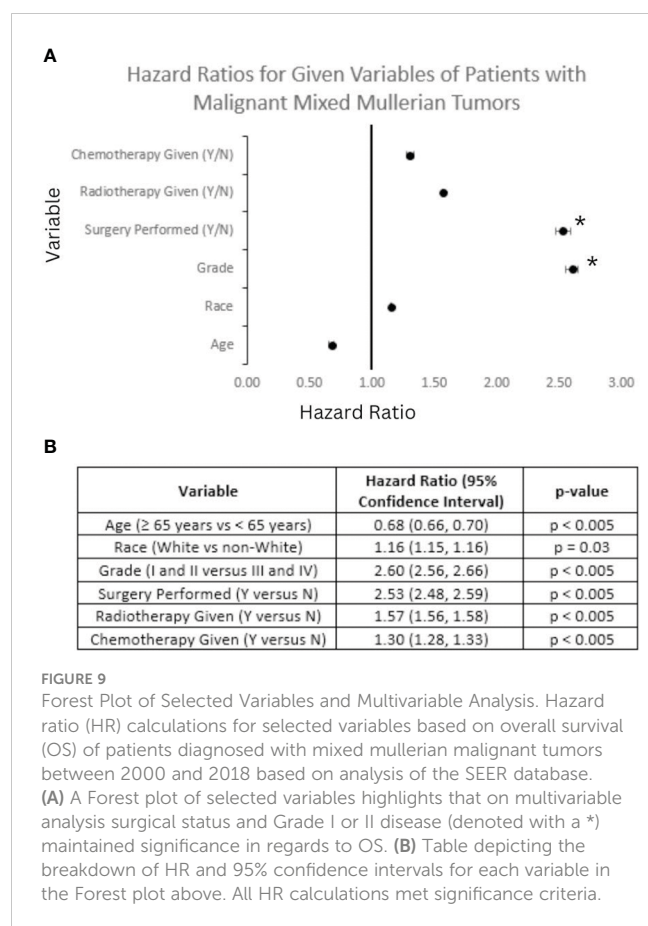 A
Hazard Ratios for Given Variables of Patients with
Malignant Mixed Mullerian Tumors
Variable
Chemotherapy Given (Y/N)
Radiotherapy Given (Y/N)
Surgery Performed (Y/N)
*
Grade
*
Race
Age
0.00 0.50 1.00 1.50 2.00 2.50 3.00
Hazard Ratio
B
Variable Hazard Ratio (95% Confidence Interval) p-value
Age (≥ 65 years vs < 65 years) 0.68 (0.66, 0.70) p < 0.005
Race (White vs non-White) 1.16 (1.15, 1.16) p = 0.03
Grade (I and II versus III and IV) 2.60 (2.56, 2.66) p < 0.005
Surgery Performed (Y versus N) 2.53 (2.48, 2.59) p < 0.005
Radiotherapy Given (Y versus N) 1.57 (1.56, 1.58) p < 0.005
Chemotherapy Given (Y versus N) 1.30 (1.28, 1.33) p < 0.005
FIGURE 9
Forest Plot of Selected Variables and Multivariable Analysis. Hazard
ratio (HR) calculations for selected variables based on overall survival
(OS) of patients diagnosed with mixed mullerian malignant tumors
between 2000 and 2018 based on analysis of the SEER database.
(A) A Forest plot of selected variables highlights that on multivariable
analysis surgical status and Grade I or II disease (denoted with a *)
maintained significance in regards to OS. (B) Table depicting the
breakdown of HR and 95% confidence intervals for each variable in
the Forest plot above. All HR calculations met significance criteria.